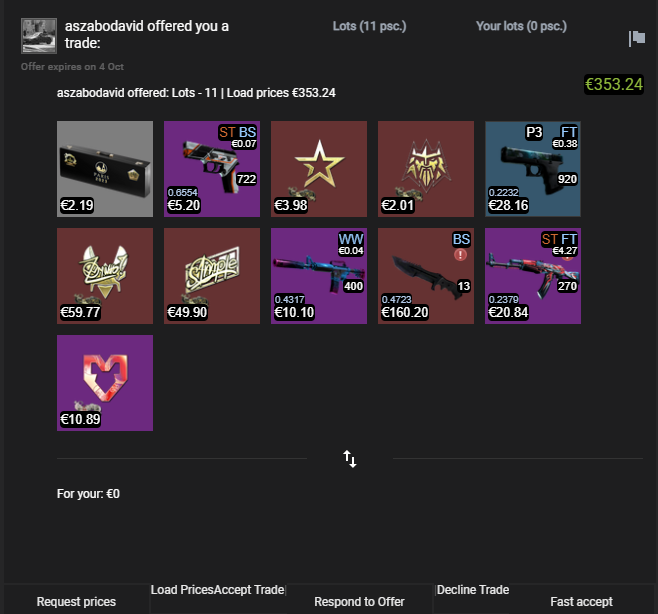 aszabodavid offered you a
trade:
Lots (11 psc.)
Your lots (0 psc.)
Offer expires on 4 Oct
€353.24
aszabodavid offered: Lots - 11 | Load prices €353.24
PARIS
2023
€2.19
ST BS
€0.07
722
0.6554
€5.20
€3.98
€2.01
P3 FT
€0.38
920
0.2232
€28.16
€59.77
Simple
€49.90
WW
€0.04
400
0.4317
€10.10
BS
!
13
0.4723
€160.20
ST FT
€4.27
270
0.2379
€20.84
€10.89
For your: €0
Request prices
Load PricesAccept Trade
Respond to Offer
Decline Trade
Fast accept